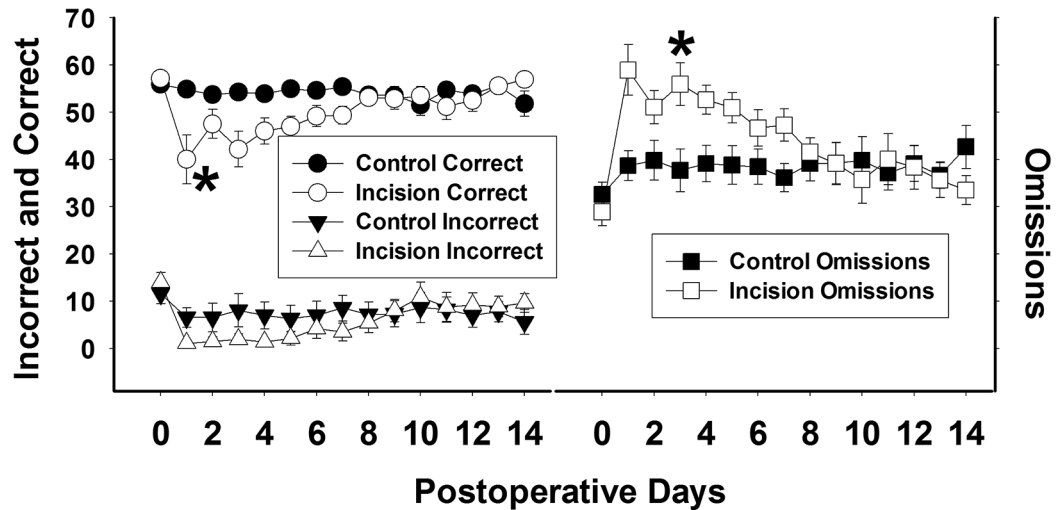 70
60
50
40
30
20
10
0
Incorrect and Correct
*
Control Correct
Incision Correct
Control Incorrect
Incision Incorrect
0 2 4 6 8 10 12 14
*
Control Omissions
Incision Omissions
0 2 4 6 8 10 12 14
Omissions
Postoperative Days